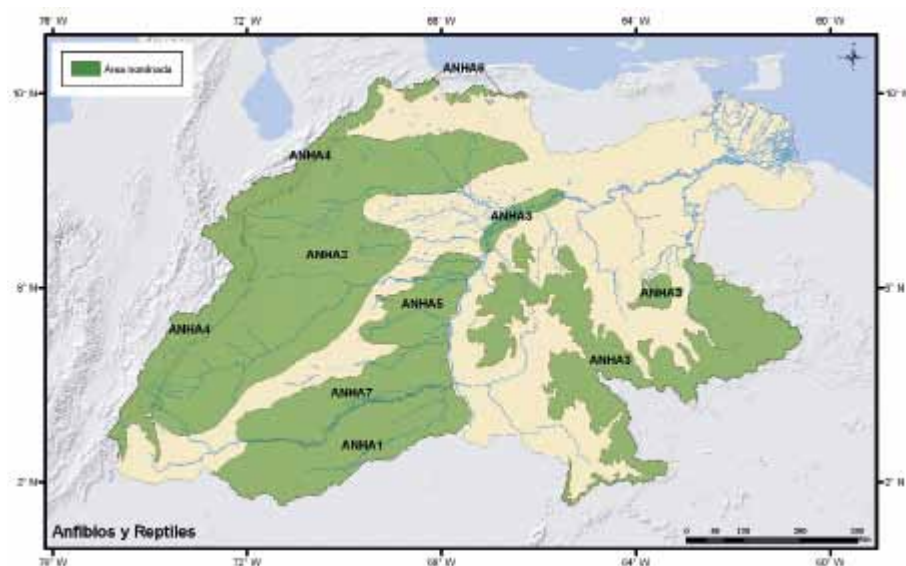 76° W 72° W 68° W 64° W 60° W
Área nominada
ANHA6
10° N 10° N
ANHA4
ANHA3
ANHA2
6° N ANHA3 6° N
ANHA5
ANHA4
ANHA3
ANHA7
ANHA1
2° N 2° N
Anfibios y Reptiles
76° W 72° W 68° W 64° W 60° W